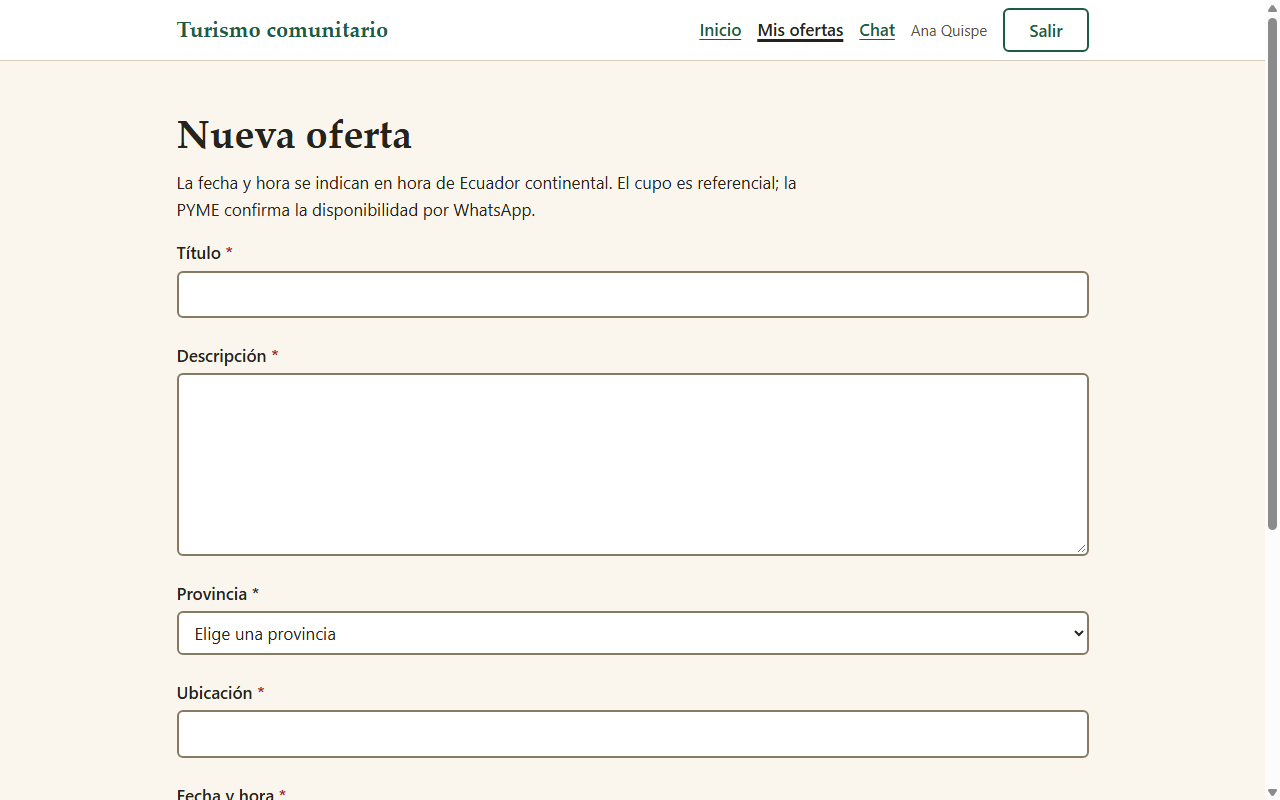 Turismo comunitario
Inicio Mis ofertas Chat Ana Quispe Salir
Nueva oferta
La fecha y hora se indican en hora de Ecuador continental. El cupo es referencial; la
PYME confirma la disponibilidad por WhatsApp.
Título *
Descripción *
Provincia *
Elige una provincia
Ubicación *
Fecha y hora *